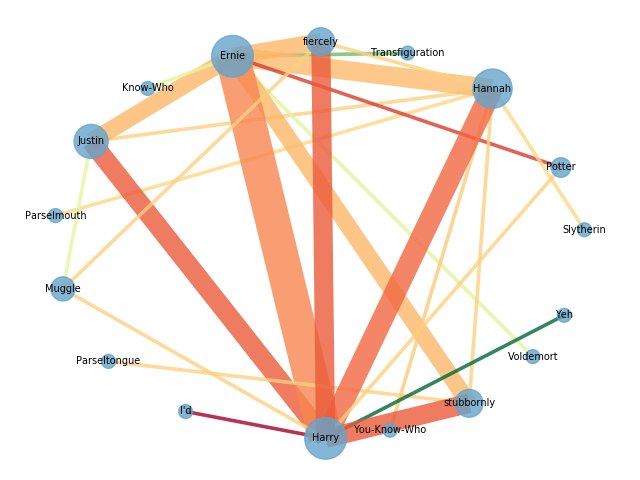 fiercely
Transfiguration
Ernie
Know-Who
Hannah
Justin
Potter
Parselmouth
Slytherin
Muggle
Yeh
Voldemort
Parseltongue
stubbornly
I'd
You-Know-Who
Harry